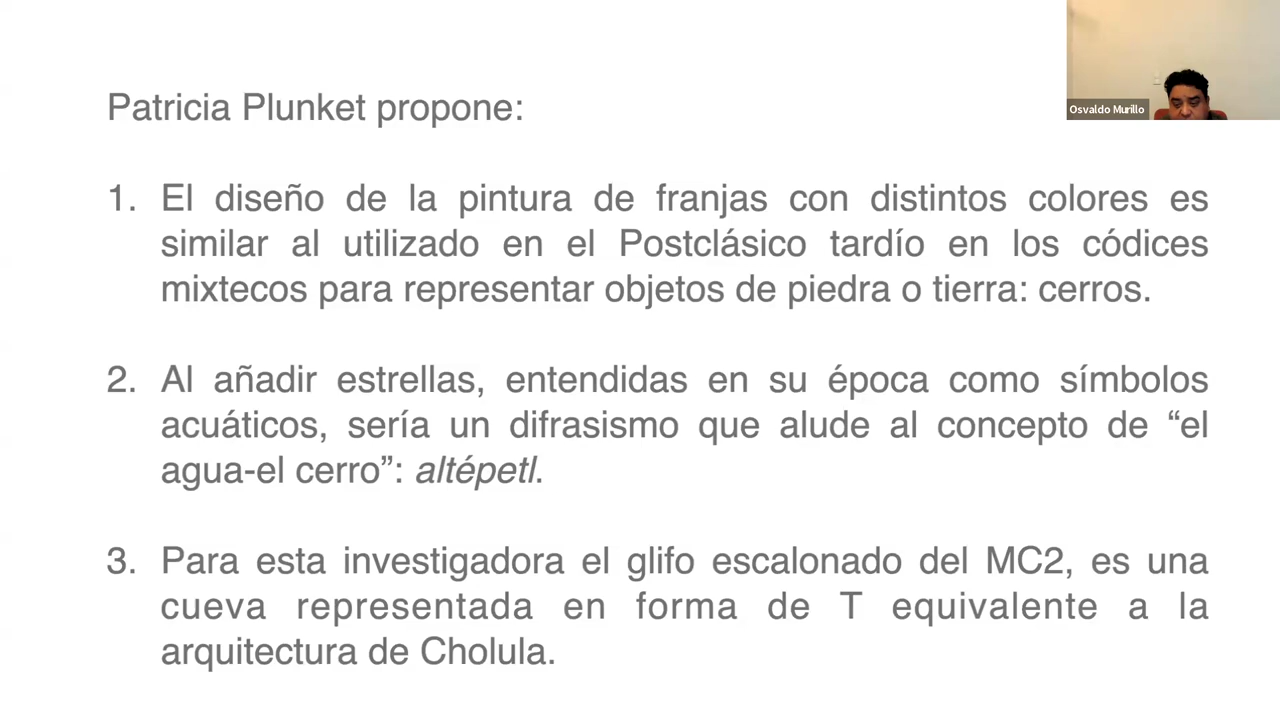 Osvaldo Murillo
Patricia Plunket propone:
1. El diseño de la pintura de franjas con distintos colores es
similar al utilizado en el Postclásico tardío en los códices
mixtecos para representar objetos de piedra o tierra: cerros.
2. Al añadir estrellas, entendidas en su época como símbolos
acuáticos, sería un difrasismo que alude al concepto de “el
agua-el cerro”: altépetl.
3. Para esta investigadora el glifo escalonado del MC2, es una
cueva representada en forma de T equivalente a la
arquitectura de Cholula.